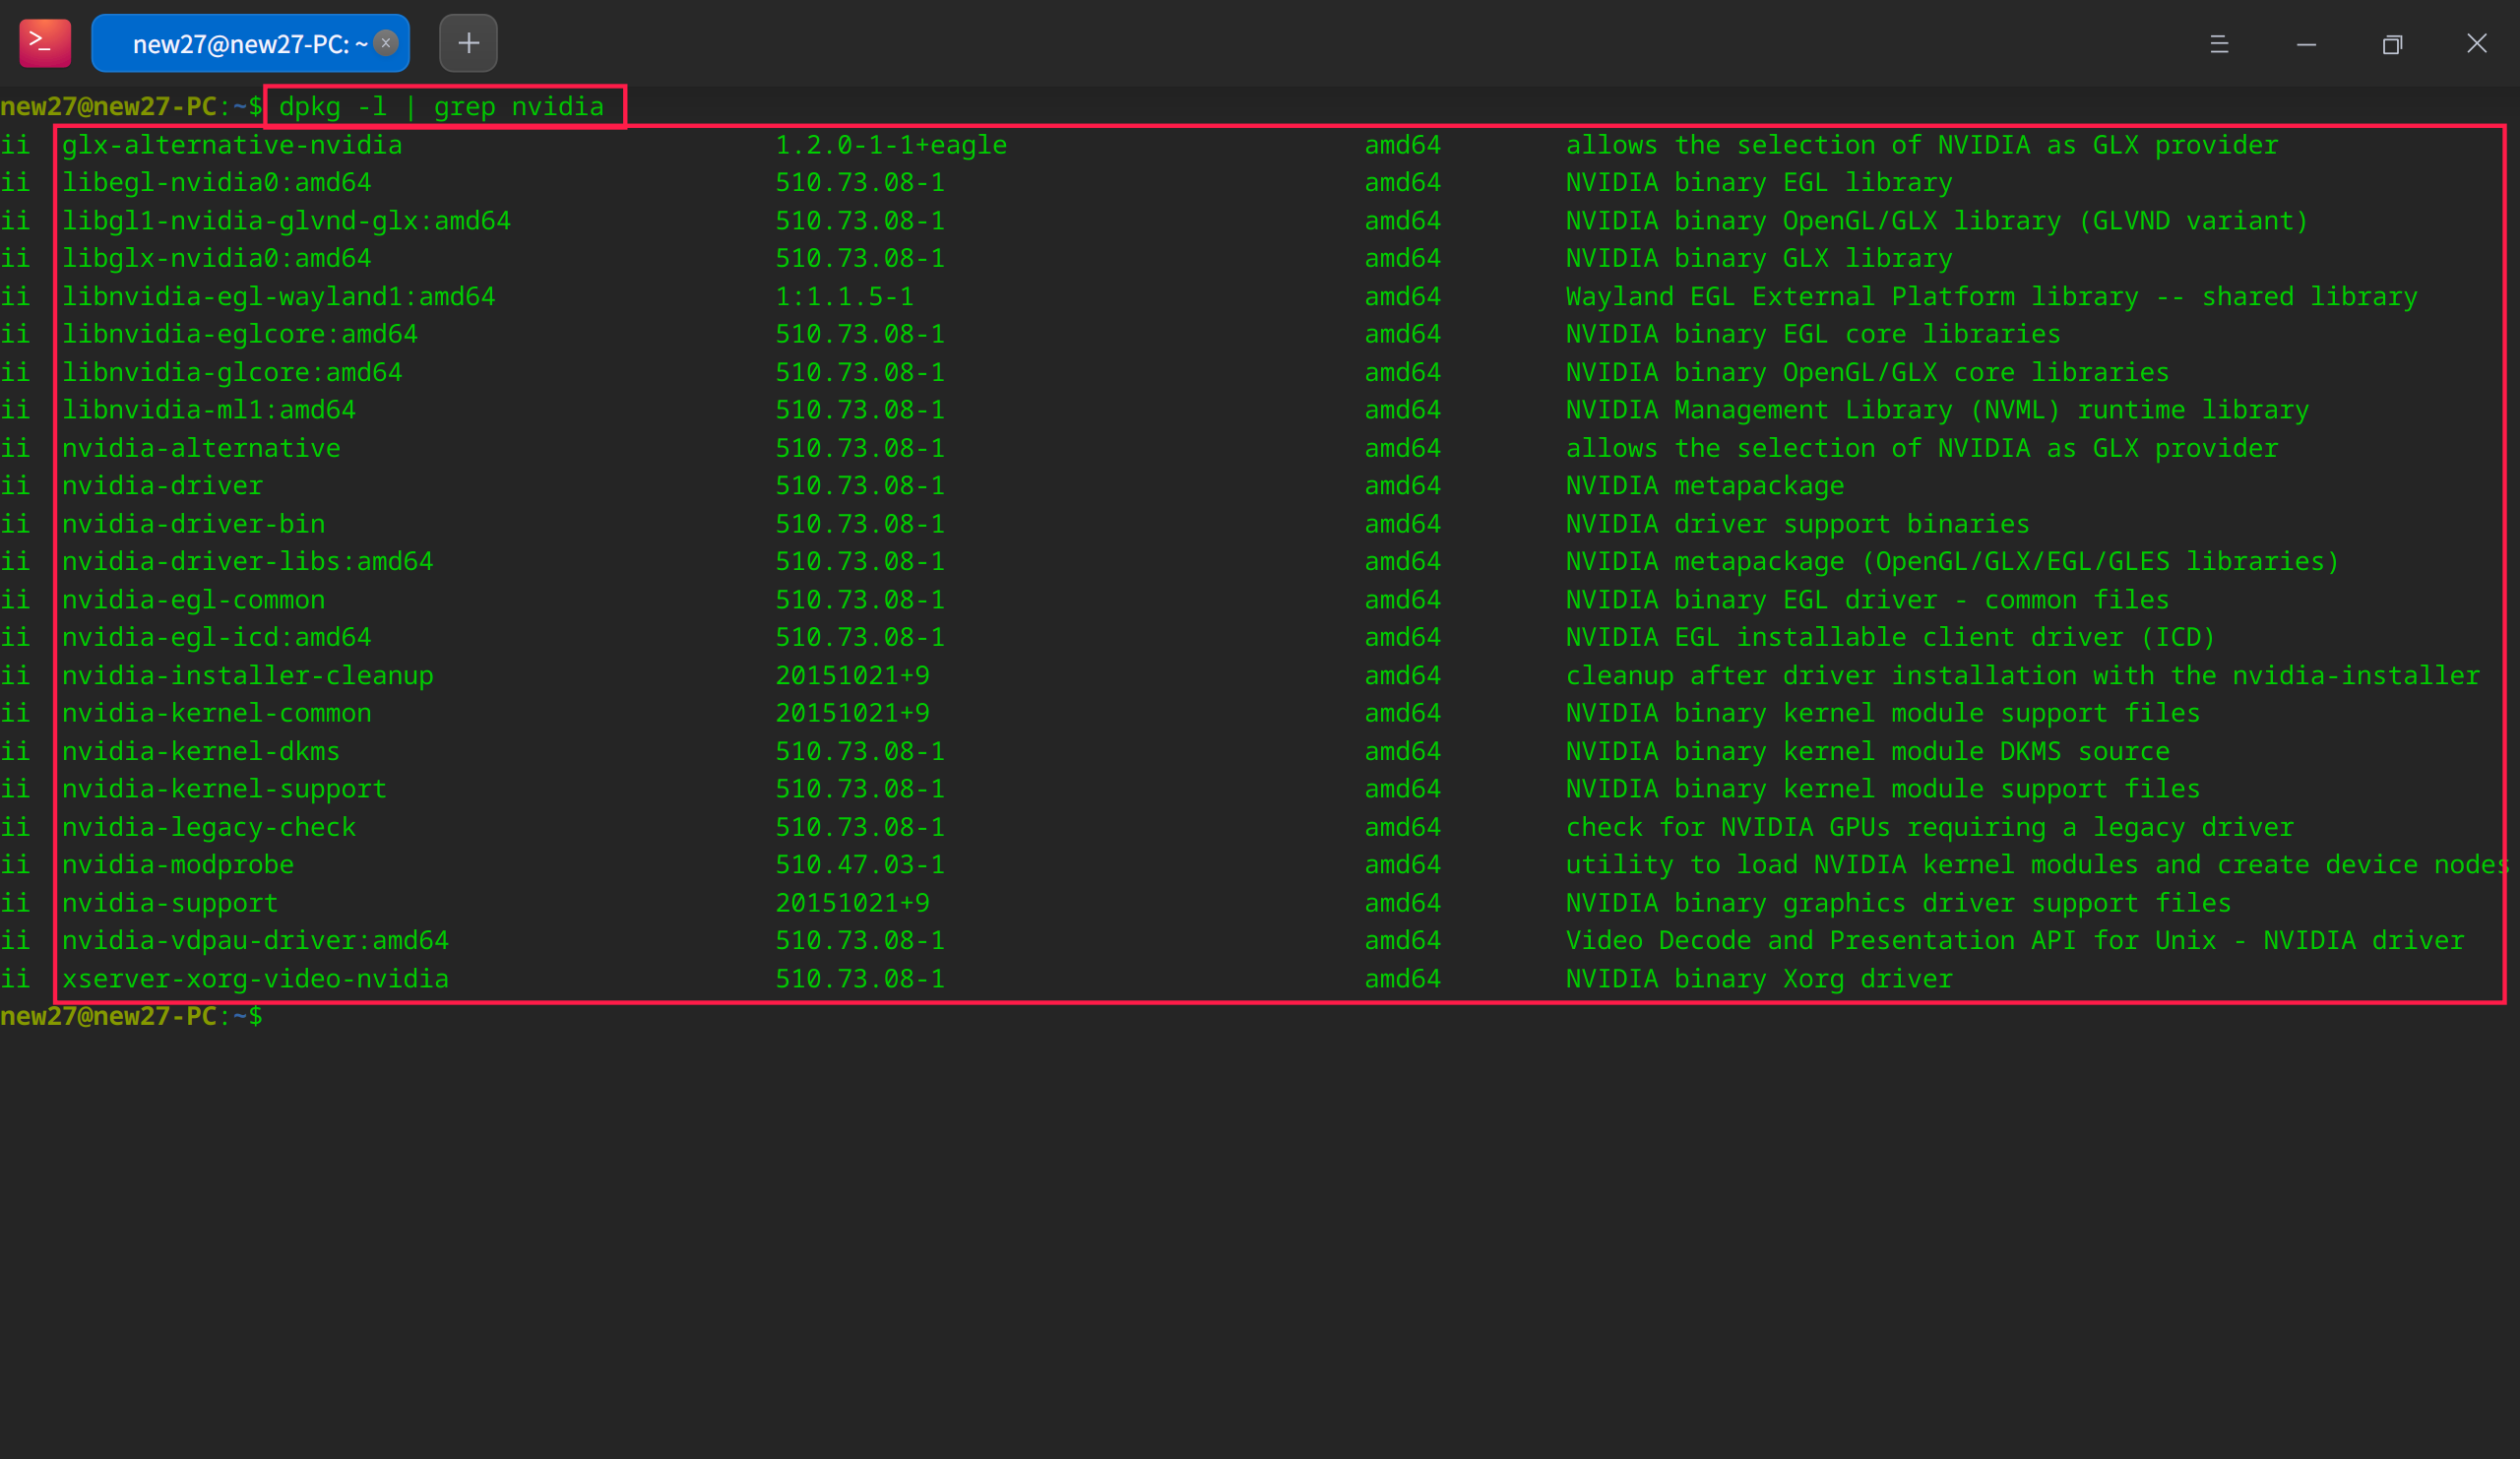 new27@new27-PC: ~
new27@new27-PC:~$ dpkg -l | grep nvidia
ii  glx-alternative-nvidia                        1.2.0-1-1+eagle                       amd64        allows the selection of NVIDIA as GLX provider
ii  libegl-nvidia0:amd64                          510.73.08-1                           amd64        NVIDIA binary EGL library
ii  libgl1-nvidia-glvnd-glx:amd64                 510.73.08-1                           amd64        NVIDIA binary OpenGL/GLX library (GLVND variant)
ii  libglx-nvidia0:amd64                          510.73.08-1                           amd64        NVIDIA binary GLX library
ii  libnvidia-egl-wayland1:amd64                  1:1.1.5-1                             amd64        Wayland EGL External Platform library -- shared library
ii  libnvidia-eglcore:amd64                       510.73.08-1                           amd64        NVIDIA binary EGL core libraries
ii  libnvidia-glcore:amd64                        510.73.08-1                           amd64        NVIDIA binary OpenGL/GLX core libraries
ii  libnvidia-ml1:amd64                           510.73.08-1                           amd64        NVIDIA Management Library (NVML) runtime library
ii  nvidia-alternative                            510.73.08-1                           amd64        allows the selection of NVIDIA as GLX provider
ii  nvidia-driver                                 510.73.08-1                           amd64        NVIDIA metapackage
ii  nvidia-driver-bin                             510.73.08-1                           amd64        NVIDIA driver support binaries
ii  nvidia-driver-libs:amd64                      510.73.08-1                           amd64        NVIDIA metapackage (OpenGL/GLX/EGL/GLES libraries)
ii  nvidia-egl-common                             510.73.08-1                           amd64        NVIDIA binary EGL driver - common files
ii  nvidia-egl-icd:amd64                          510.73.08-1                           amd64        NVIDIA EGL installable client driver (ICD)
ii  nvidia-installer-cleanup                      20151021+9                            amd64        cleanup after driver installation with the nvidia-installer
ii  nvidia-kernel-common                          20151021+9                            amd64        NVIDIA binary kernel module support files
ii  nvidia-kernel-dkms                            510.73.08-1                           amd64        NVIDIA binary kernel module DKMS source
ii  nvidia-kernel-support                         510.73.08-1                           amd64        NVIDIA binary kernel module support files
ii  nvidia-legacy-check                           510.73.08-1                           amd64        check for NVIDIA GPUs requiring a legacy driver
ii  nvidia-modprobe                               510.47.03-1                           amd64        utility to load NVIDIA kernel modules and create device nodes
ii  nvidia-support                                20151021+9                            amd64        NVIDIA binary graphics driver support files
ii  nvidia-vdpau-driver:amd64                     510.73.08-1                           amd64        Video Decode and Presentation API for Unix - NVIDIA driver
ii  xserver-xorg-video-nvidia                     510.73.08-1                           amd64        NVIDIA binary Xorg driver
new27@new27-PC:~$